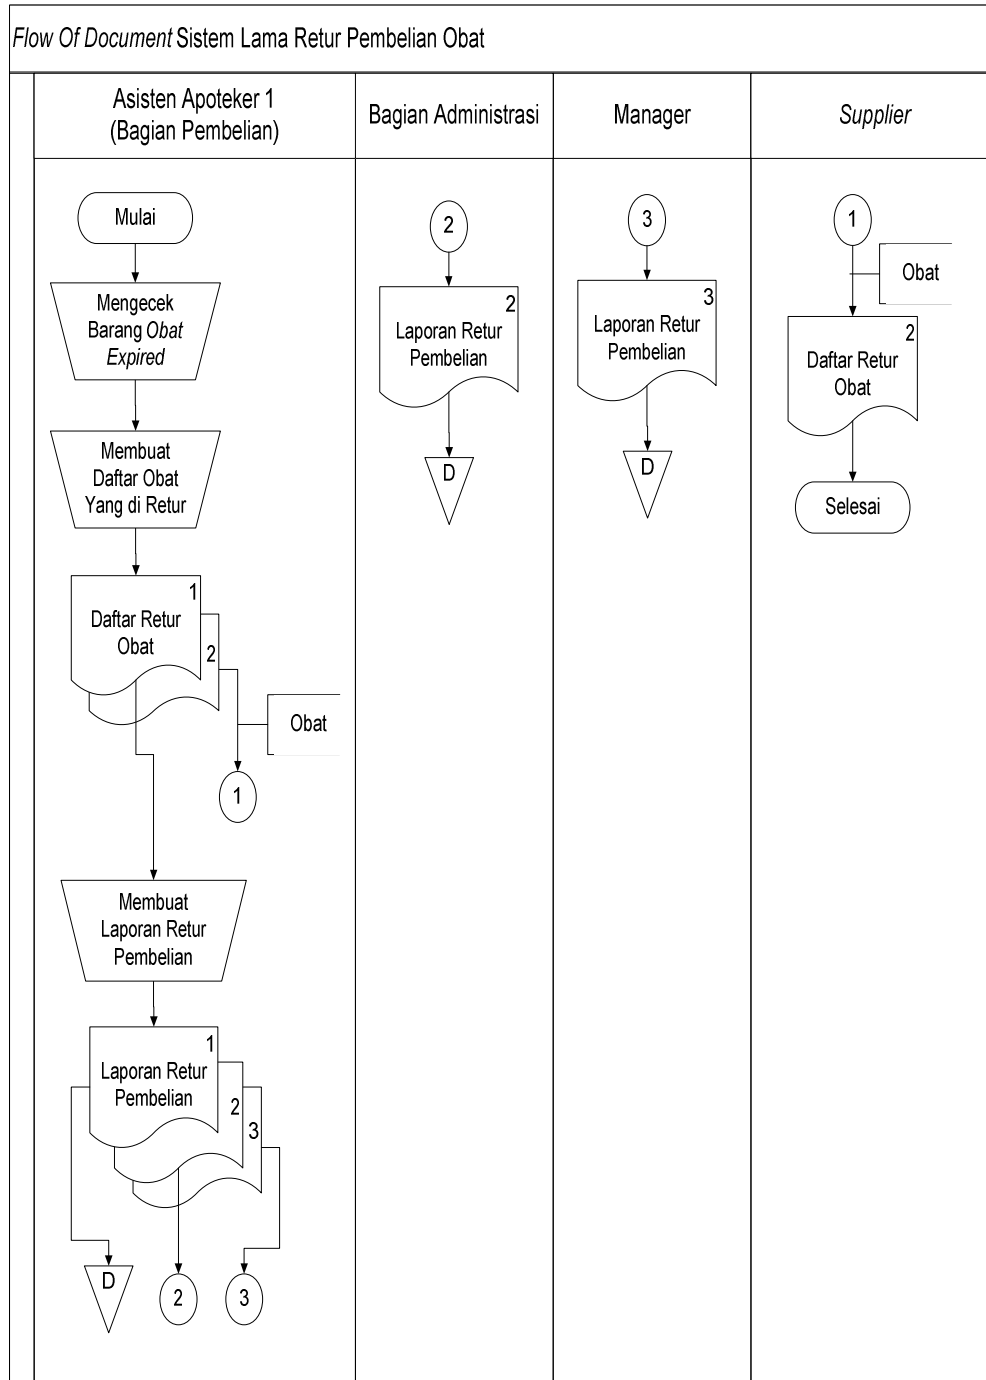 Flow Of Document Sistem Lama Retur Pembelian Obat
Asisten Apoteker 1
(Bagian Pembelian)
Bagian Administrasi
Manager
Supplier
Mulai
Mengecek
Barang Obat
Expired
Membuat
Daftar Obat
Yang di Retur
1
Daftar Retur
Obat
2
Obat
1
Membuat
Laporan Retur
Pembelian
1
Laporan Retur
Pembelian
2
3
D
2
3
2
2
Laporan Retur
Pembelian
D
3
3
Laporan Retur
Pembelian
D
1
Obat
2
Daftar Retur
Obat
Selesai